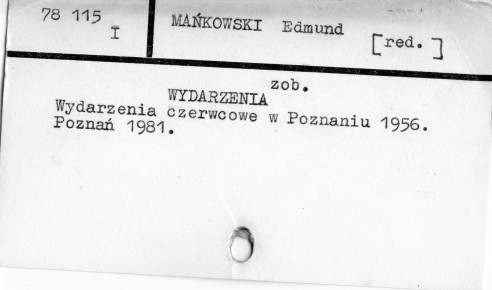 78 115
I
MAŃKOWSKI Edmund
[red.]
zob.
WYDARZENIA
Wydarzenia czerwcowe w Poznaniu 1956.
Poznań 1981.